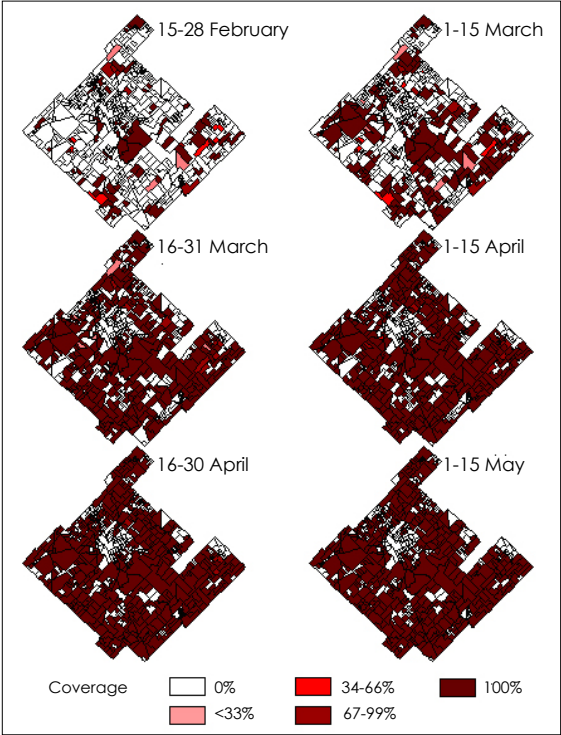 15-28 February
1-15 March
16-31 March
1-15 April
16-30 April
1-15 May
Coverage
0%
34-66%
100%
<33%
67-99%